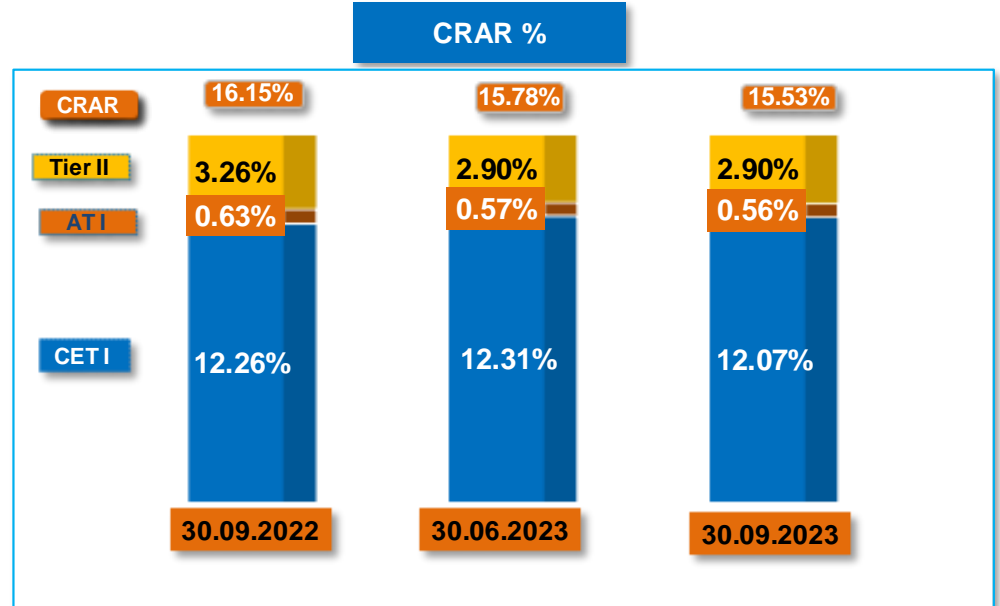 CRAR %
CRAR 16.15% 15.78% 15.53%
Tier II 3.26% 2.90% 2.90%
AT I 0.63% 0.57% 0.56%
CET I 12.26% 12.31% 12.07%
30.09.2022 30.06.2023 30.09.2023